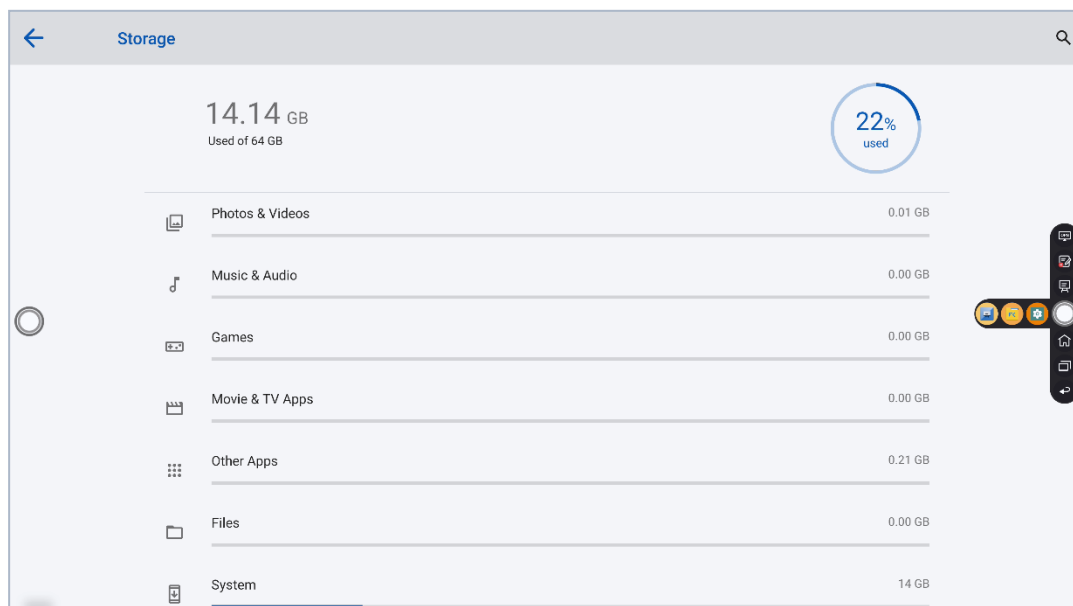 Storage
14.14 GB
Used of 64 GB
22%
used
Photos & Videos
0.01 GB
Music & Audio
0.00 GB
Games
0.00 GB
Movie & TV Apps
0.00 GB
Other Apps
0.21 GB
Files
0.00 GB
System
14 GB